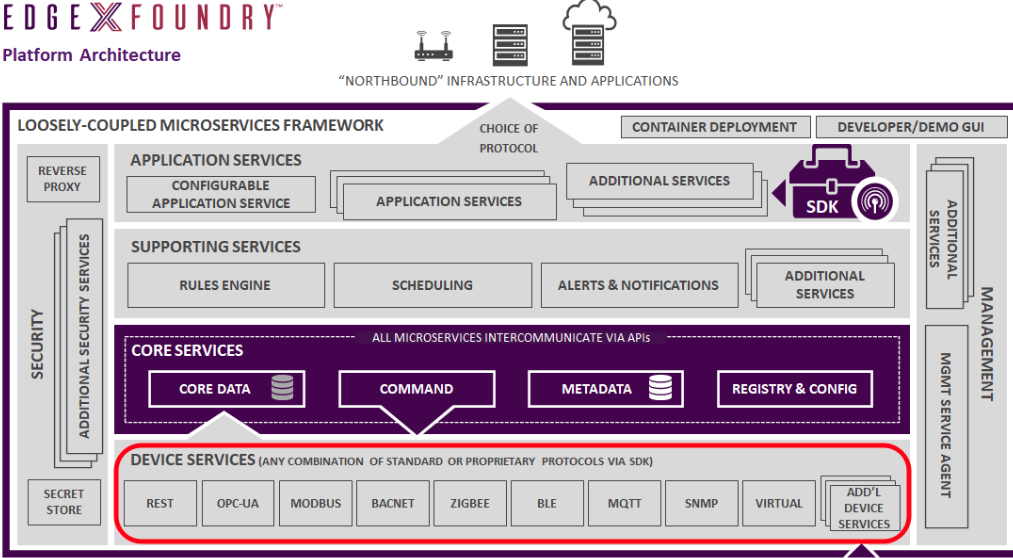 EDGE X FOUNDRY™
Platform Architecture
"NORTHBOUND" INFRASTRUCTURE AND APPLICATIONS
LOOSELY-COUPLED MICROSERVICES FRAMEWORK
CHOICE OF
PROTOCOL
CONTAINER DEPLOYMENT
DEVELOPER/DEMO GUI
REVERSE
PROXY
SECURITY
ADDITIONAL SECURITY SERVICES
SECRET
STORE
APPLICATION SERVICES
CONFIGURABLE
APPLICATION SERVICE
APPLICATION SERVICES
ADDITIONAL SERVICES
SDK
SUPPORTING SERVICES
RULES ENGINE
SCHEDULING
ALERTS & NOTIFICATIONS
ADDITIONAL
SERVICES
ALL MICROSERVICES INTERCOMMUNICATE VIA APIs
CORE SERVICES
CORE DATA
COMMAND
METADATA
REGISTRY & CONFIG
DEVICE SERVICES (ANY COMBINATION OF STANDARD OR PROPRIETARY PROTOCOLS VIA SDK)
REST
OPC-UA
MODBUS
BACNET
ZIGBEE
BLE
MQTT
SNMP
VIRTUAL
ADD'L
DEVICE
SERVICES
ADDITIONAL
SERVICES
MANAGEMENT
MGMT SERVICE AGENT